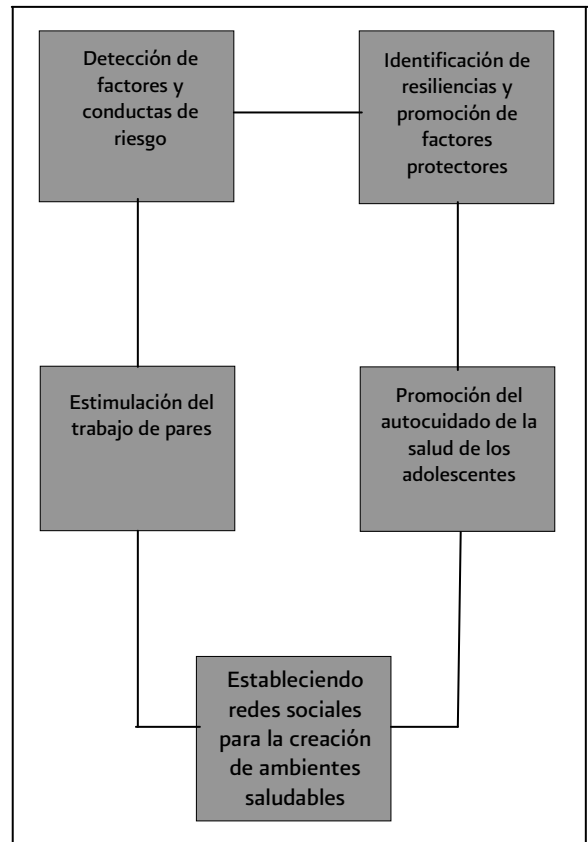 Detección de
factores y
conductas de
riesgo
Identificación de
resiliencias y
promoción de
factores
protectores
Estimulación del
trabajo de pares
Promoción del
autocuidado de la
salud de los
adolescentes
Estableciendo
redes sociales
para la creación
de ambientes
saludables